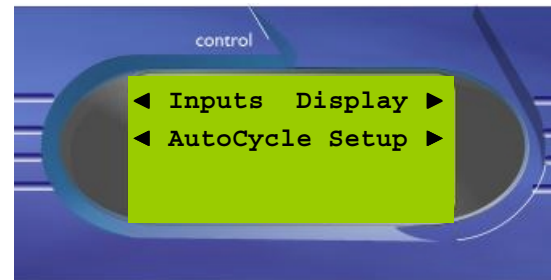 control
◄ Inputs Display ►
◄ AutoCycle Setup ►